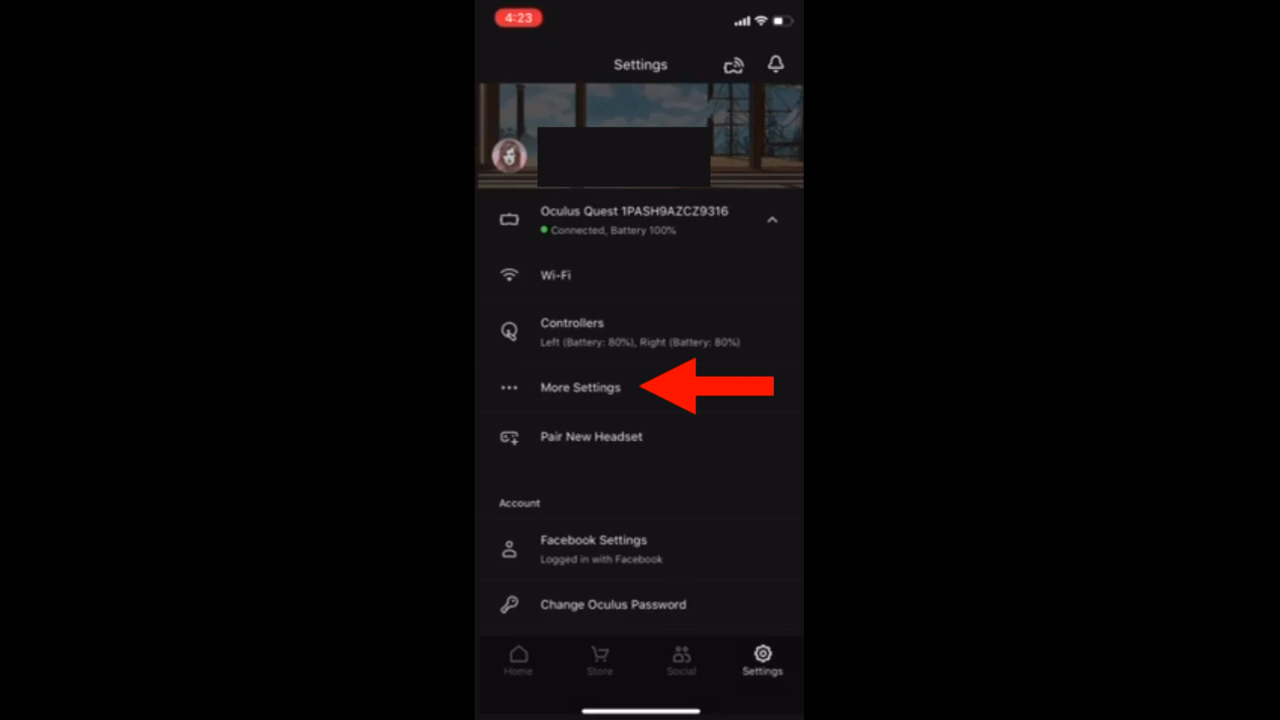 4:23
Settings
Oculus Quest 1PASH9AZCZ9316
Connected, Battery 100%
Wi-Fi
Controllers
Left (Battery: 80%), Right (Battery: 80%)
More Settings
Pair New Headset
Account
Facebook Settings
Logged in with Facebook
Change Oculus Password
Home
Store
Social
Settings